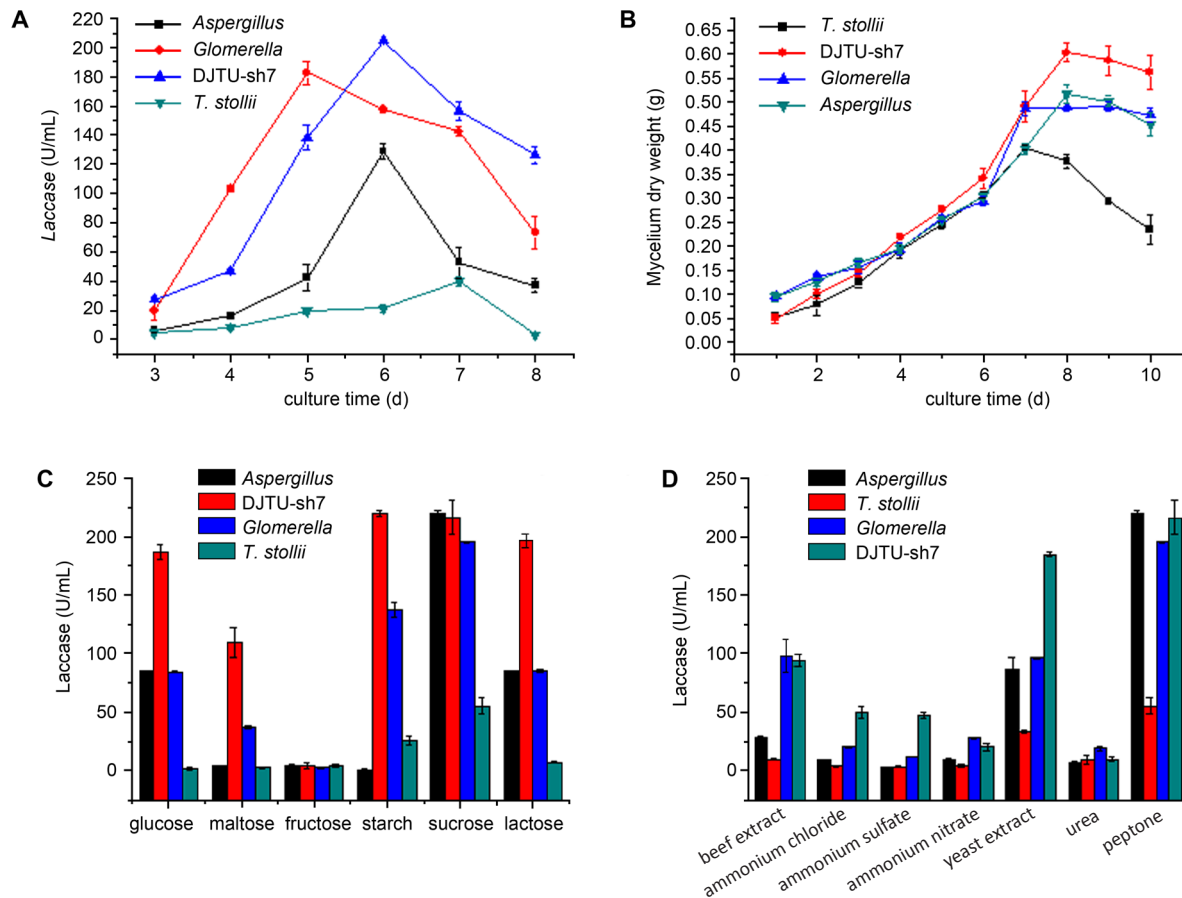 A
Aspergillus
Glomerella
DJTU-sh7
T. stollii
Laccase (U/mL)
220
200
180
160
140
120
100
80
60
40
20
0
3 4 5 6 7 8
culture time (d)
B
T. stollii
DJTU-sh7
Glomerella
Aspergillus
Mycelium dry weight (g)
0.65
0.60
0.55
0.50
0.45
0.40
0.35
0.30
0.25
0.20
0.15
0.10
0.05
0.00
0 2 4 6 8 10
culture time (d)
C
Aspergillus
DJTU-sh7
Glomerella
T. stollii
Laccase (U/mL)
250
200
150
100
50
0
glucose maltose fructose starch sucrose lactose
D
Aspergillus
T. stollii
Glomerella
DJTU-sh7
Laccase (U/mL)
250
200
150
100
50
0
beef extract
ammonium chloride
ammonium sulfate
ammonium nitrate
yeast extract
urea
peptone